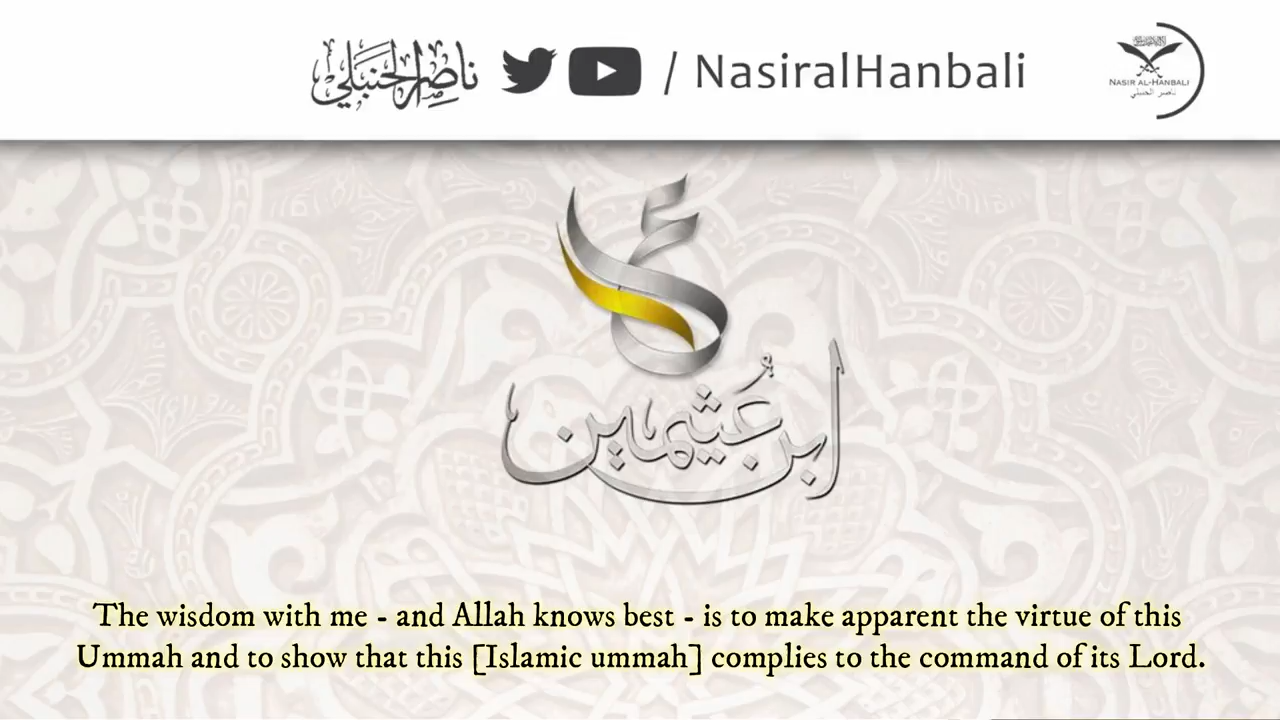 ناصر الحنبلي / NasiralHanbali
NASIR AL-HANBALI
ناصر الحنبلي
ابن عُثيمين
The wisdom with me - and Allah knows best - is to make apparent the virtue of this
Ummah and to show that this [Islamic ummah] complies to the command of its Lord.